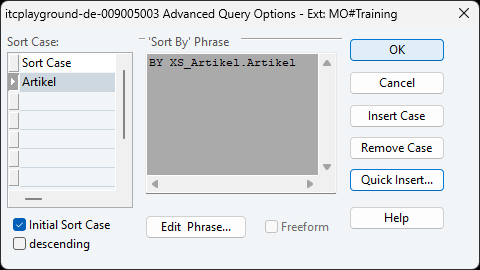 itcplayground-de-009005003 Advanced Query Options - Ext: MO#Training
Sort Case:
Sort Case
Artikel
Initial Sort Case
descending
'Sort By' Phrase
BY XS_Artikel.Artikel
Edit Phrase...
Freeform
OK
Cancel
Insert Case
Remove Case
Quick Insert...
Help